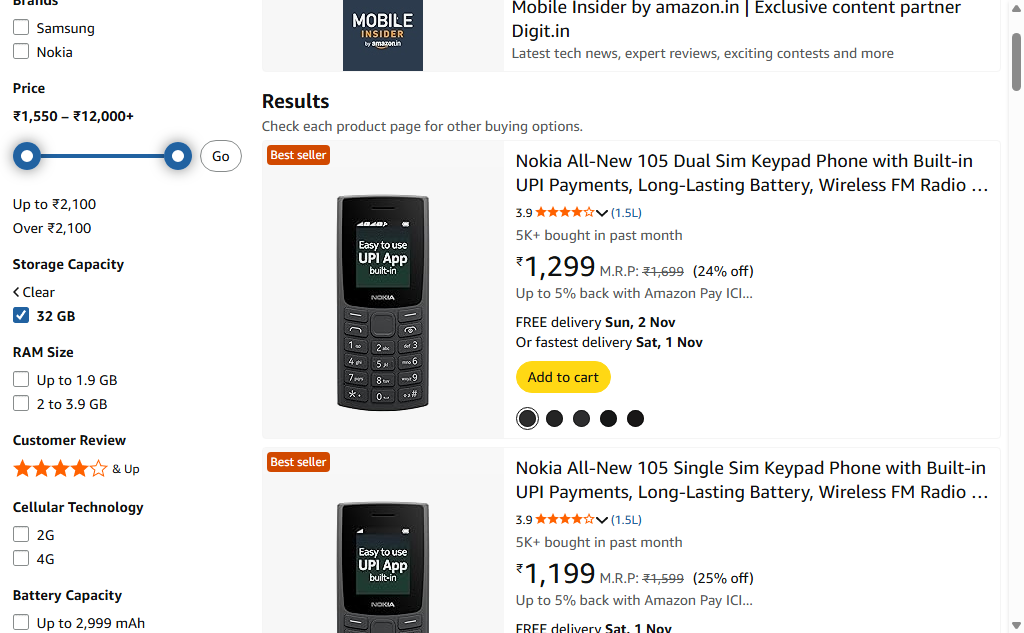 Brands
Samsung
Nokia
Price
₹1,550 – ₹12,000+
Go
Up to ₹2,100
Over ₹2,100
Storage Capacity
Clear
32 GB
RAM Size
Up to 1.9 GB
2 to 3.9 GB
Customer Review
& Up
Cellular Technology
2G
4G
Battery Capacity
Up to 2,999 mAh
MOBILE
INSIDER
by amazon.in
Mobile Insider by amazon.in | Exclusive content partner
Digit.in
Latest tech news, expert reviews, exciting contests and more
Results
Check each product page for other buying options.
Best seller
Easy to use
UPI App
built-in
NOKIA
Nokia All-New 105 Dual Sim Keypad Phone with Built-in
UPI Payments, Long-Lasting Battery, Wireless FM Radio …
3.9 (1.5L)
5K+ bought in past month
₹1,299 M.R.P: ₹1,699 (24% off)
Up to 5% back with Amazon Pay ICI…
FREE delivery Sun, 2 Nov
Or fastest delivery Sat, 1 Nov
Add to cart
Best seller
Easy to use
UPI App
built-in
NOKIA
Nokia All-New 105 Single Sim Keypad Phone with Built-in
UPI Payments, Long-Lasting Battery, Wireless FM Radio …
3.9 (1.5L)
5K+ bought in past month
₹1,199 M.R.P: ₹1,599 (25% off)
Up to 5% back with Amazon Pay ICI…
FREE delivery Sat, 1 Nov